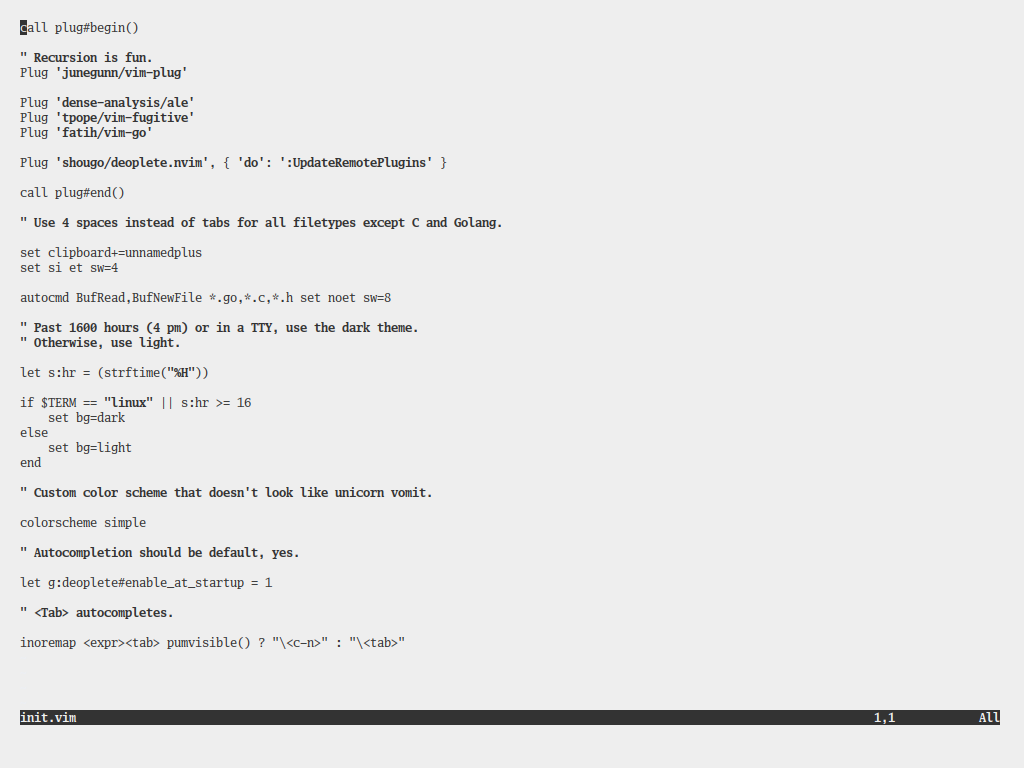 call plug#begin()
" Recursion is fun.
Plug 'junegunn/vim-plug'
Plug 'dense-analysis/ale'
Plug 'tpope/vim-fugitive'
Plug 'fatih/vim-go'
Plug 'shougo/deoplete.nvim', { 'do': ':UpdateRemotePlugins' }
call plug#end()
" Use 4 spaces instead of tabs for all filetypes except C and Golang.
set clipboard+=unnamedplus
set si et sw=4
autocmd BufRead,BufNewFile *.go,*.c,*.h set noet sw=8
" Past 1600 hours (4 pm) or in a TTY, use the dark theme.
" Otherwise, use light.
let s:hr = (strftime("%H"))
if $TERM == "linux" || s:hr >= 16
    set bg=dark
else
    set bg=light
end
" Custom color scheme that doesn't look like unicorn vomit.
colorscheme simple
" Autocompletion should be default, yes.
let g:deoplete#enable_at_startup = 1
" <Tab> autocompletes.
inoremap <expr><tab> pumvisible() ? "\<c-n>" : "\<tab>"
init.vim 1,1 All